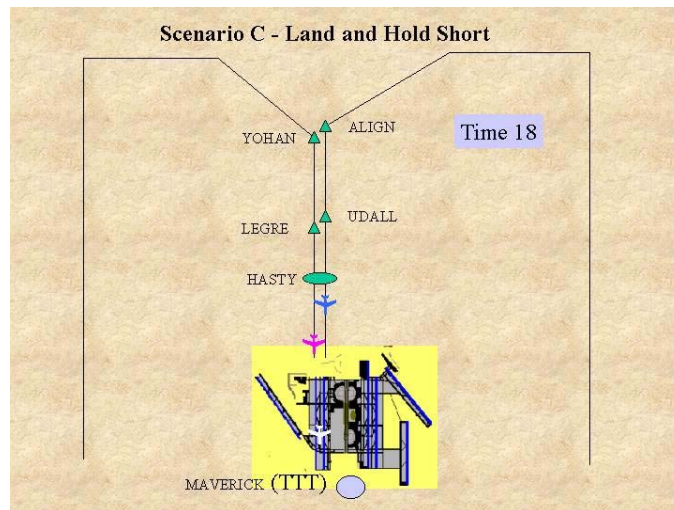 Scenario C - Land and Hold Short
ALIGN
YOHAN
Time 18
UDALL
LEGRE
HASTY
MAVERICK (TTT)